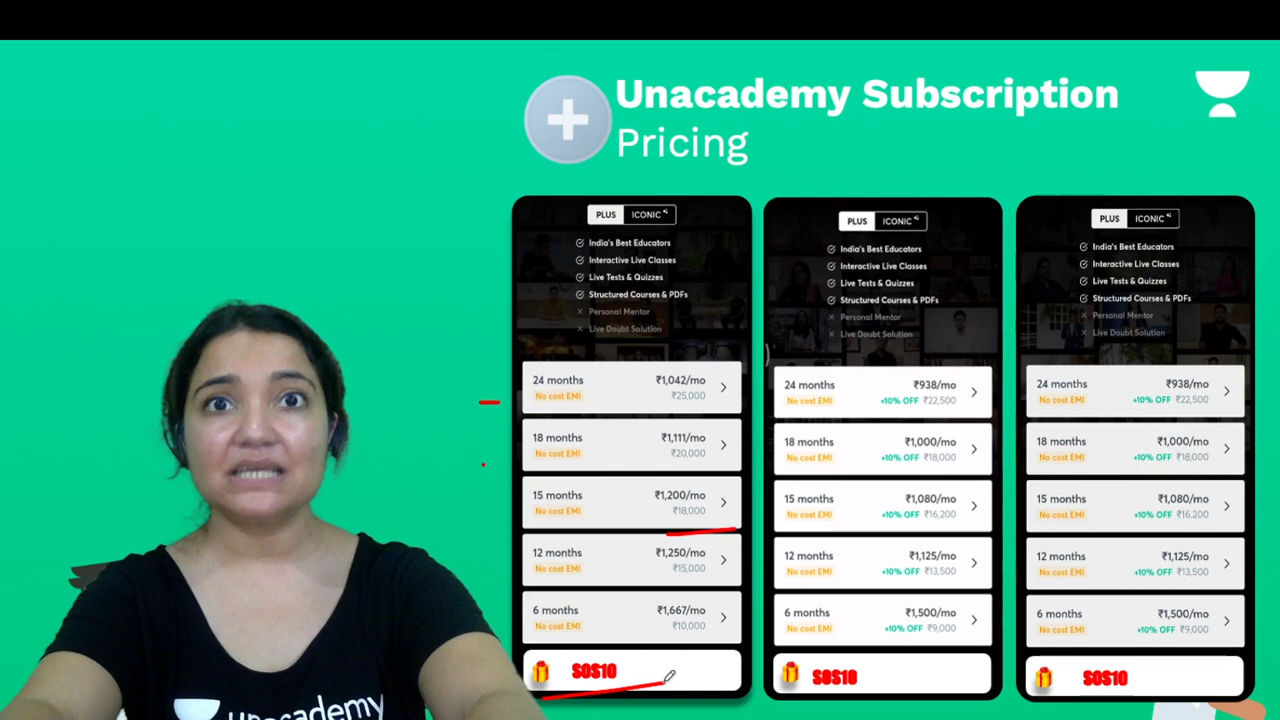 Unacademy Subscription
Pricing
PLUS ICONIC
India's Best Educators
Interactive Live Classes
Live Tests & Quizzes
Structured Courses & PDFs
Personal Mentor
Live Doubt Solution
24 months ₹1,042/mo
No cost EMI ₹25,000
18 months ₹1,111/mo
No cost EMI ₹20,000
15 months ₹1,200/mo
No cost EMI ₹18,000
12 months ₹1,250/mo
No cost EMI ₹15,000
6 months ₹1,667/mo
No cost EMI ₹10,000
SOS10
PLUS ICONIC
India's Best Educators
Interactive Live Classes
Live Tests & Quizzes
Structured Courses & PDFs
Personal Mentor
Live Doubt Solution
24 months ₹938/mo
No cost EMI +10% OFF ₹22,500
18 months ₹1,000/mo
No cost EMI +10% OFF ₹18,000
15 months ₹1,080/mo
No cost EMI +10% OFF ₹16,200
12 months ₹1,125/mo
No cost EMI +10% OFF ₹13,500
6 months ₹1,500/mo
No cost EMI +10% OFF ₹9,000
SOS10
PLUS ICONIC
India's Best Educators
Interactive Live Classes
Live Tests & Quizzes
Structured Courses & PDFs
Personal Mentor
Live Doubt Solution
24 months ₹938/mo
No cost EMI +10% OFF ₹22,500
18 months ₹1,000/mo
No cost EMI +10% OFF ₹18,000
15 months ₹1,080/mo
No cost EMI +10% OFF ₹16,200
12 months ₹1,125/mo
No cost EMI +10% OFF ₹13,500
6 months ₹1,500/mo
No cost EMI +10% OFF ₹9,000
SOS10
unacademy